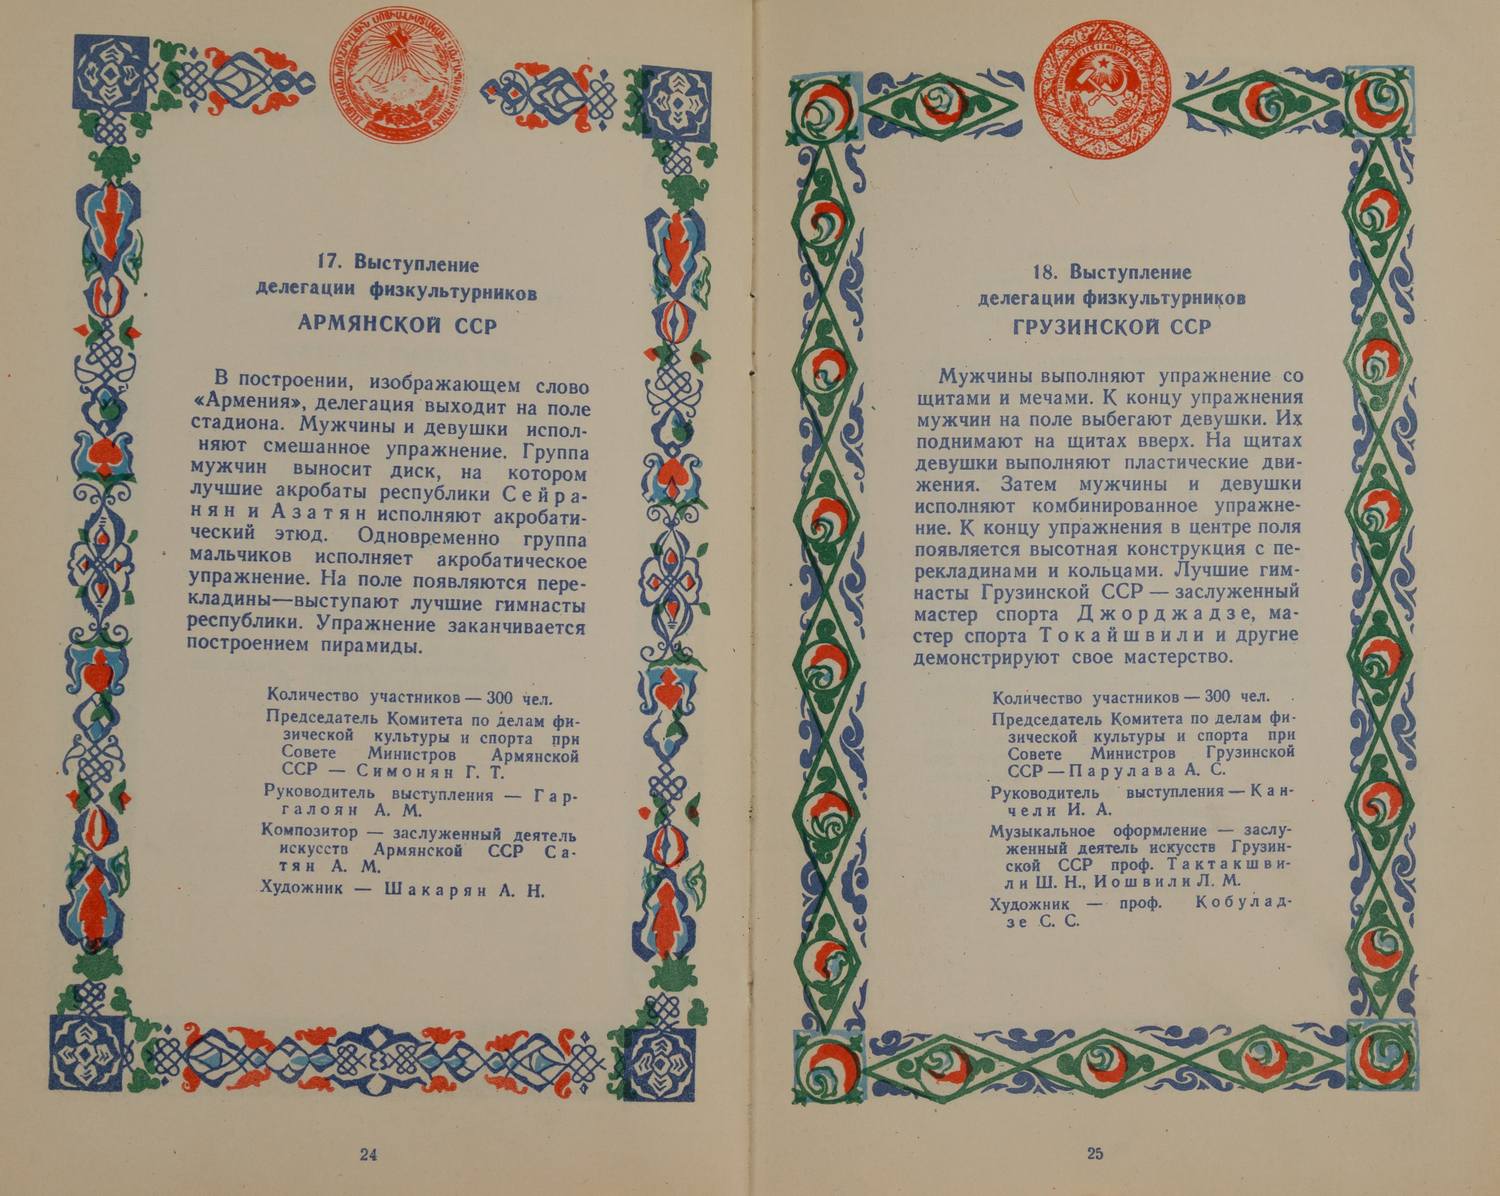 17. Выступление
делегации физкультурников
АРМЯНСКОЙ ССР
В построении, изображающем слово
«Армения», делегация выходит на поле
стадиона. Мужчины и девушки испол-
няют смешанное упражнение. Группа
мужчин выносит диск, на котором
лучшие акробаты республики Сейра-
нян и Азатян исполняют акробати-
ческий этюд. Одновременно группа
мальчиков исполняет акробатическое
упражнение. На поле появляются пере-
кладины—выступают лучшие гимнасты
республики. Упражнение заканчивается
построением пирамиды.
Количество участников — 300 чел.
Председатель Комитета по делам фи-
зической культуры и спорта при
Совете Министров Армянской
ССР — Симонян Г. Т.
Руководитель выступления — Гар-
галоян А. М.
Композитор — заслуженный деятель
искусств Армянской ССР Са-
тян А. М.
Художник — Шакарян А. Н.
24
18. Выступление
делегации физкультурников
ГРУЗИНСКОЙ ССР
Мужчины выполняют упражнение со
щитами и мечами. К концу упражнения
мужчин на поле выбегают девушки. Их
поднимают на щитах вверх. На щитах
девушки выполняют пластические дви-
жения. Затем мужчины и девушки
исполняют комбинированное упражне-
ние. К концу упражнения в центре поля
появляется высотная конструкция с пе-
рекладинами и кольцами. Лучшие гим-
насты Грузинской ССР — заслуженный
мастер спорта Джорджадзе, ма-
стер спорта Токайшвили и другие
демонстрируют свое мастерство.
Количество участников — 300 чел.
Председатель Комитета по делам фи-
зической культуры и спорта при
Совете Министров Грузинской
ССР — Парулава А. С.
Руководитель выступления — Кан-
чели И. А.
Музыкальное оформление — заслу-
женный деятель искусств Грузин-
ской ССР проф. Тактакшви-
ли Ш. Н., Иошвили Л. М.
Художник — проф. Кобулад-
зе С. С.
25